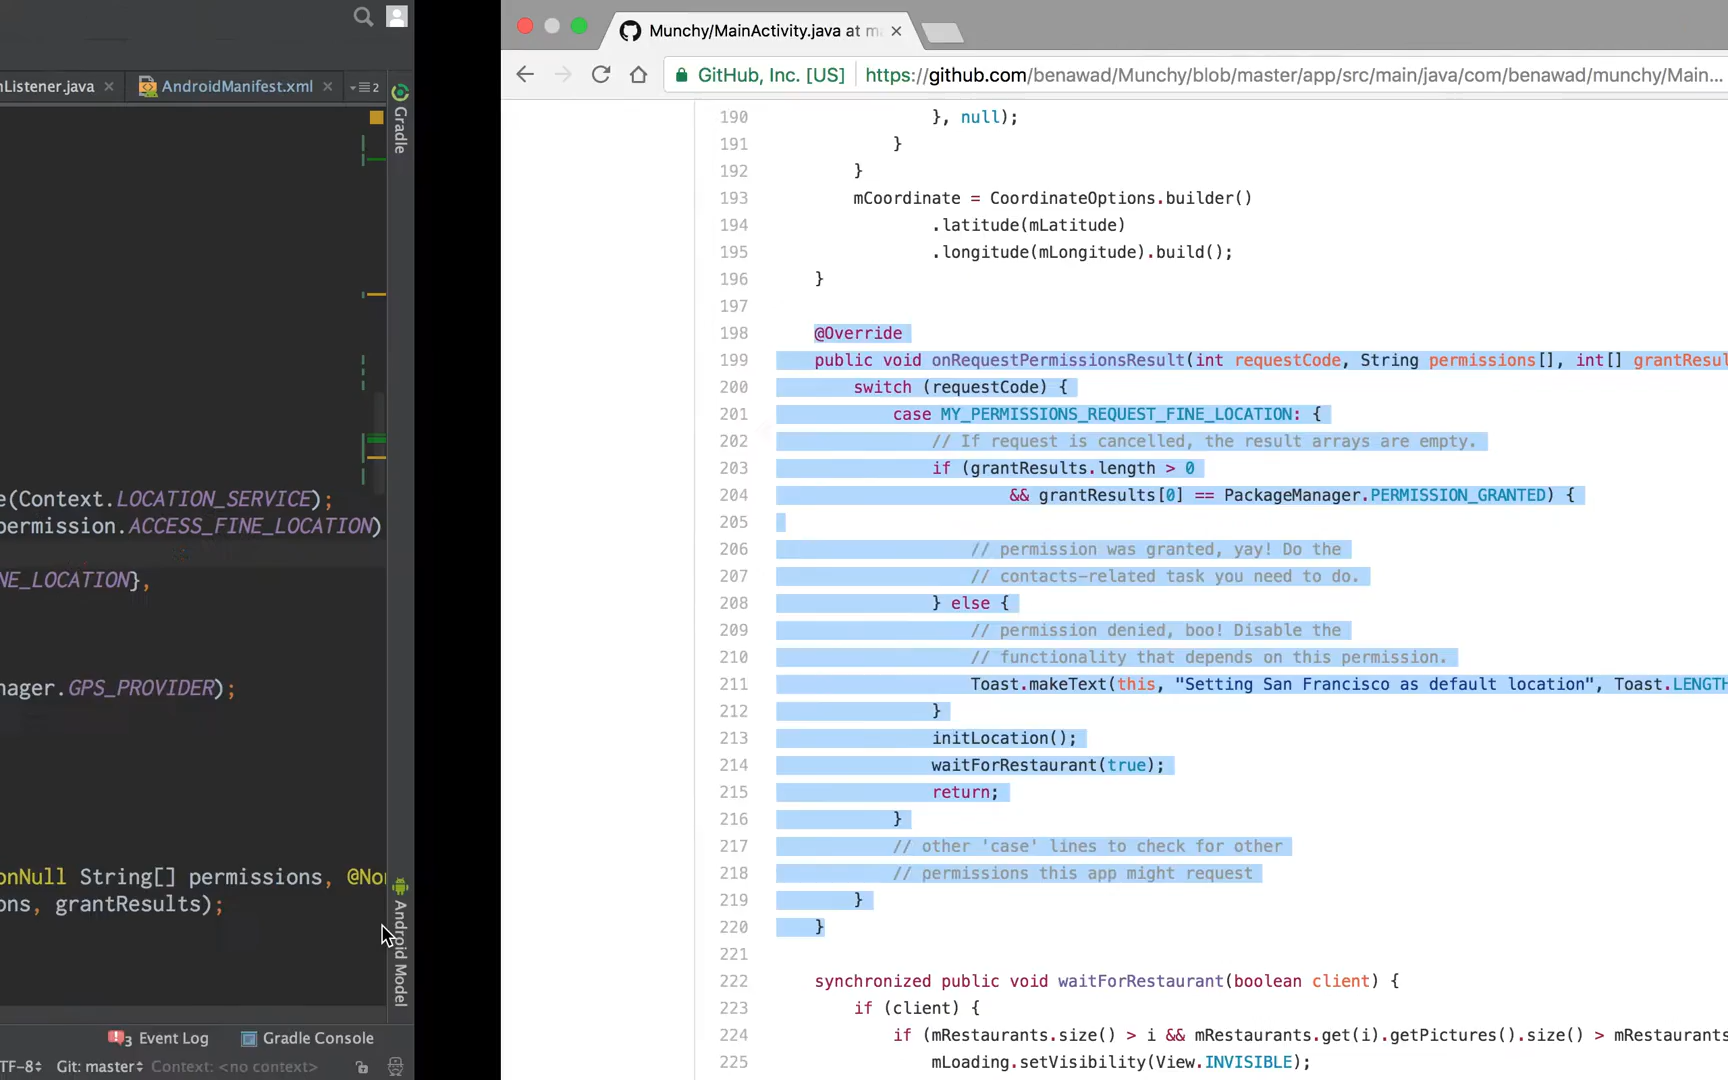 nListener.java
AndroidManifest.xml
2
Gradle
e(Context.LOCATION_SERVICE);
permission.ACCESS_FINE_LOCATION)
NE_LOCATION},
nager.GPS_PROVIDER);
onNull String[] permissions, @No
ons, grantResults);
Android Model
3 Event Log
Gradle Console
TF-8 Git: master Context: <no context>
Munchy/MainActivity.java at ma
GitHub, Inc. [US] https://github.com/benawad/Munchy/blob/master/app/src/main/java/com/benawad/munchy/Main...
190 }, null);
191 }
192 }
193 mCoordinate = CoordinateOptions.builder()
194 .latitude(mLatitude)
195 .longitude(mLongitude).build();
196 }
197
198 @Override
199 public void onRequestPermissionsResult(int requestCode, String permissions[], int[] grantResul
200 switch (requestCode) {
201 case MY_PERMISSIONS_REQUEST_FINE_LOCATION: {
202 // If request is cancelled, the result arrays are empty.
203 if (grantResults.length > 0
204 && grantResults[0] == PackageManager.PERMISSION_GRANTED) {
205
206 // permission was granted, yay! Do the
207 // contacts-related task you need to do.
208 } else {
209 // permission denied, boo! Disable the
210 // functionality that depends on this permission.
211 Toast.makeText(this, "Setting San Francisco as default location", Toast.LENGTH
212 }
213 initLocation();
214 waitForRestaurant(true);
215 return;
216 }
217 // other 'case' lines to check for other
218 // permissions this app might request
219 }
220 }
221
222 synchronized public void waitForRestaurant(boolean client) {
223 if (client) {
224 if (mRestaurants.size() > i && mRestaurants.get(i).getPictures().size() > mRestaurants
225 mLoading.setVisibility(View.INVISIBLE);